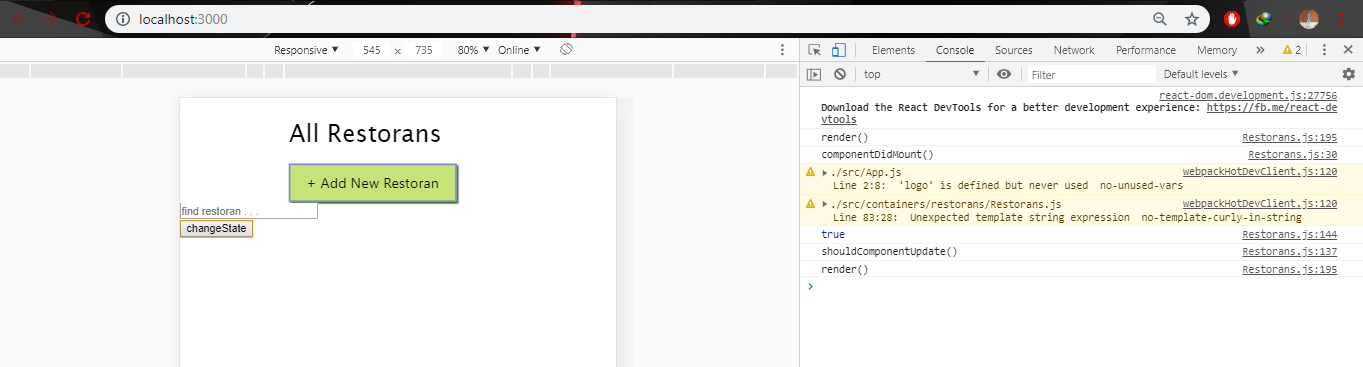 localhost:3000
Responsive ▼ 545 x 735 80% ▼ Online ▼
Elements Console Sources Network Performance Memory » 2
top ▼ Filter Default levels ▼
All Restorans
+ Add New Restoran
find restoran . . .
changeState
react-dom.development.js:27756
Download the React DevTools for a better development experience: https://fb.me/react-de
vtools
render() Restorans.js:195
componentDidMount() Restorans.js:30
./src/App.js webpackHotDevClient.js:120
Line 2:8: 'logo' is defined but never used no-unused-vars
./src/containers/restorans/Restorans.js webpackHotDevClient.js:120
Line 83:28: Unexpected template string expression no-template-curly-in-string
true Restorans.js:144
shouldComponentUpdate() Restorans.js:137
render() Restorans.js:195